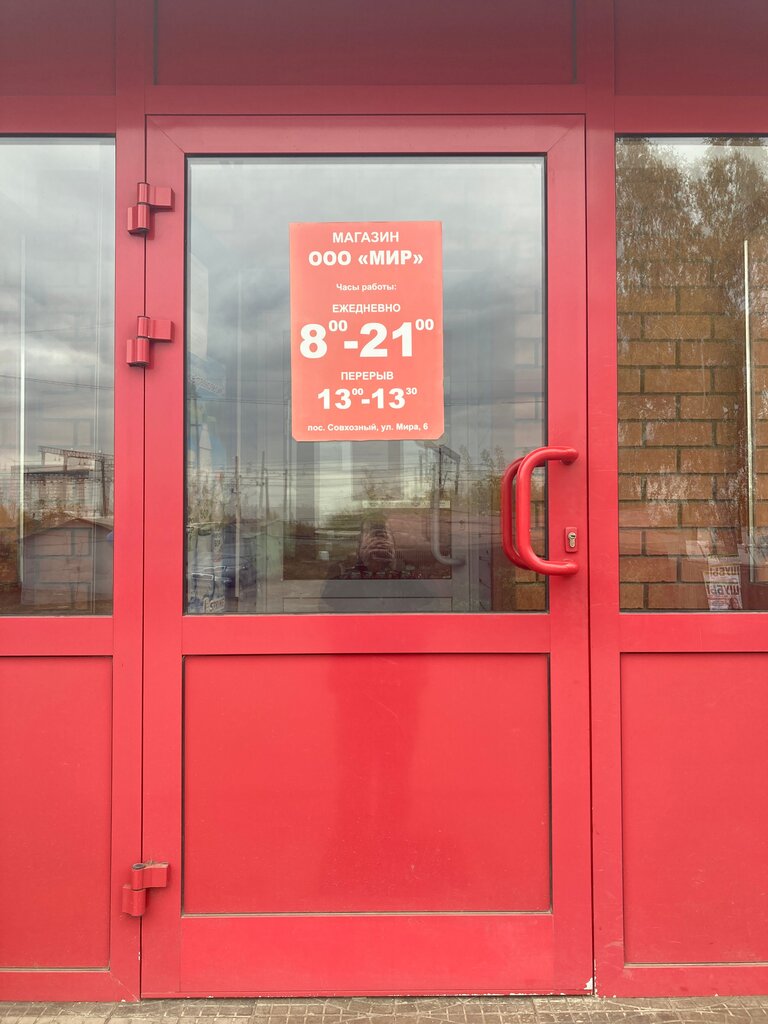 МАГАЗИН
ООО «МИР»
Часы работы:
ЕЖЕДНЕВНО
8⁰⁰-21⁰⁰
ПЕРЕРЫВ
13⁰⁰-13³⁰
пос. Совхозный, ул. Мира, 6